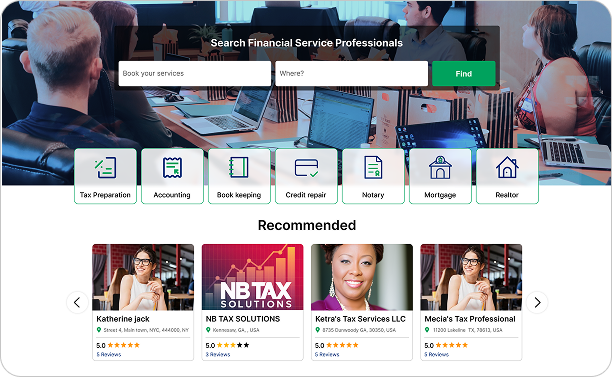 Search Financial Service Professionals
Book your services
Where?
Find
Tax Preparation
Accounting
Book keeping
Credit repair
Notary
Mortgage
Realtor
Recommended
NB TAX
SOLUTIONS
Katherine jack
Street 4, Main town, NYC, 444000, NY
5.0
5 Reviews
NB TAX SOLUTIONS
Kennesaw, GA, , USA
5.0
3 Reviews
Ketra's Tax Services LLC
8735 Dunwoody GA, 30350, USA
5.0
5 Reviews
Mecia's Tax Professional
11200 Lakeline TX, 78613, USA
5.0
5 Reviews